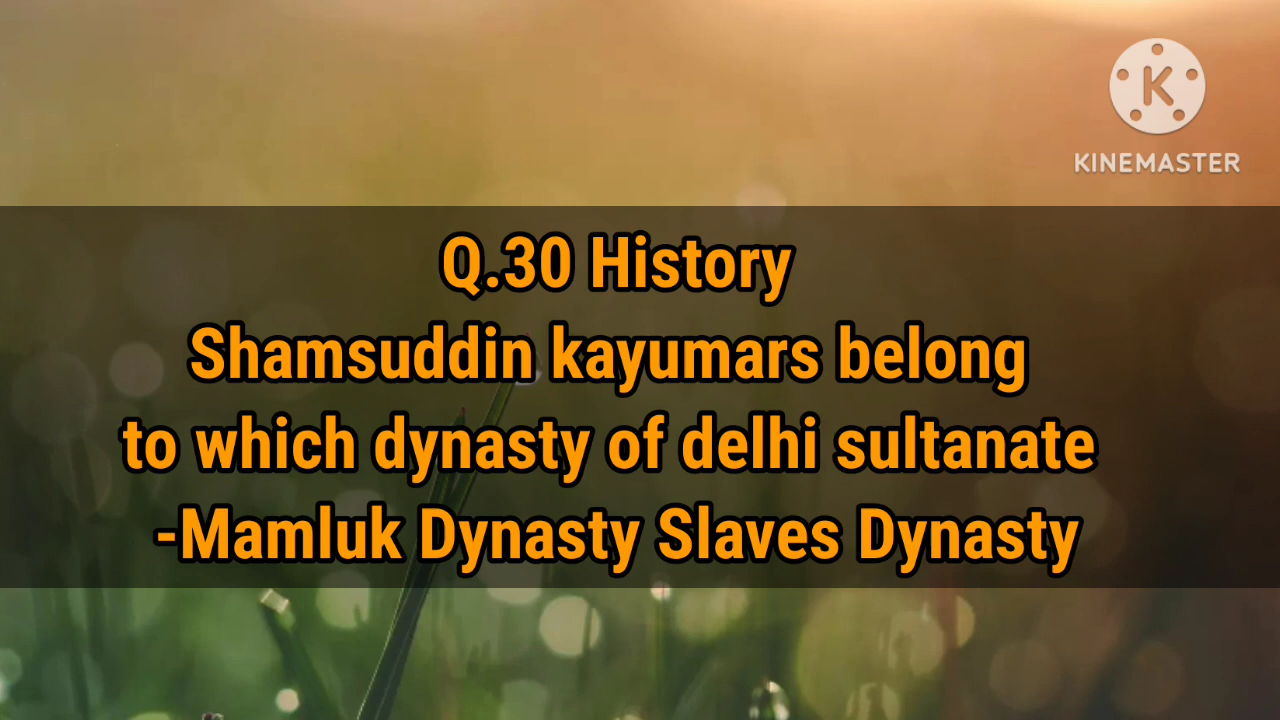 K
KINEMASTER
Q.30 History
Shamsuddin kayumars belong
to which dynasty of delhi sultanate
-Mamluk Dynasty Slaves Dynasty